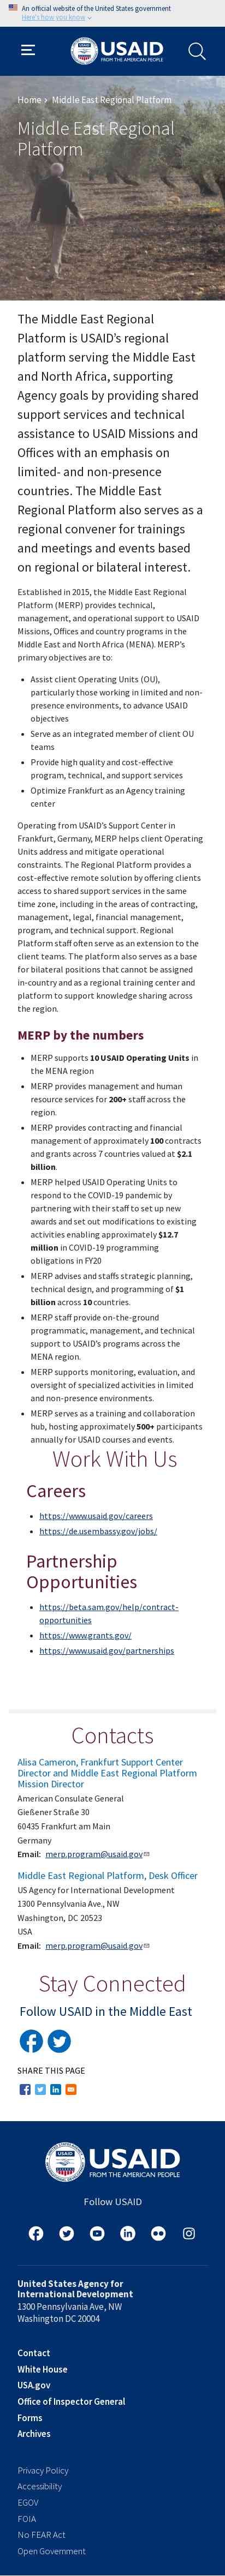 An official website of the United States government
Here's how you know
USAID
FROM THE AMERICAN PEOPLE
Home › Middle East Regional Platform
Middle East Regional
Platform
The Middle East Regional
Platform is USAID's regional
platform serving the Middle East
and North Africa, supporting
Agency goals by providing shared
support services and technical
assistance to USAID Missions and
Offices with an emphasis on
limited- and non-presence
countries. The Middle East
Regional Platform also serves as a
regional convener for trainings
and meetings and events based
on regional or bilateral interest.
Established in 2015, the Middle East Regional
Platform (MERP) provides technical,
management, and operational support to USAID
Missions, Offices and country programs in the
Middle East and North Africa (MENA). MERP's
primary objectives are to:
• Assist client Operating Units (OU),
particularly those working in limited and non-
presence environments, to advance USAID
objectives
• Serve as an integrated member of client OU
teams
• Provide high quality and cost-effective
program, technical, and support services
• Optimize Frankfurt as an Agency training
center
Operating from USAID's Support Center in
Frankfurt, Germany, MERP helps client Operating
Units address and mitigate operational
constraints. The Regional Platform provides a
cost-effective remote solution by offering clients
access to shared support services in the same
time zone, including in the areas of contracting,
management, legal, financial management,
program, and technical support. Regional
Platform staff often serve as an extension to the
client teams. The platform also serves as a base
for bilateral positions that cannot be assigned
in-country and as a regional training center and
platform to support knowledge sharing across
the region.
MERP by the numbers
• MERP supports 10 USAID Operating Units in
the MENA region
• MERP provides management and human
resource services for 200+ staff across the
region.
• MERP provides contracting and financial
management of approximately 100 contracts
and grants across 7 countries valued at $2.1
billion.
• MERP helped USAID Operating Units to
respond to the COVID-19 pandemic by
partnering with their staff to set up new
awards and set out modifications to existing
activities enabling approximately $12.7
million in COVID-19 programming
obligations in FY20
• MERP advises and staffs strategic planning,
technical design, and programming of $1
billion across 10 countries.
• MERP staff provide on-the-ground
programmatic, management, and technical
support to USAID's programs across the
MENA region.
• MERP supports monitoring, evaluation, and
oversight of specialized activities in limited
and non-presence environments.
• MERP serves as a training and collaboration
hub, hosting approximately 500+ participants
annually for USAID courses and events.
Work With Us
Careers
• https://www.usaid.gov/careers
• https://de.usembassy.gov/jobs/
Partnership
Opportunities
• https://beta.sam.gov/help/contract-
opportunities
• https://www.grants.gov/
• https://www.usaid.gov/partnerships
Contacts
Alisa Cameron, Frankfurt Support Center
Director and Middle East Regional Platform
Mission Director
American Consulate General
Gießener Straße 30
60435 Frankfurt am Main
Germany
Email: merp.program@usaid.gov
Middle East Regional Platform, Desk Officer
US Agency for International Development
1300 Pennsylvania Ave., NW
Washington, DC 20523
USA
Email: merp.program@usaid.gov
Stay Connected
Follow USAID in the Middle East
SHARE THIS PAGE
USAID
FROM THE AMERICAN PEOPLE
Follow USAID
United States Agency for
International Development
1300 Pennsylvania Ave, NW
Washington DC 20004
Contact
White House
USA.gov
Office of Inspector General
Forms
Archives
Privacy Policy
Accessibility
EGOV
FOIA
No FEAR Act
Open Government